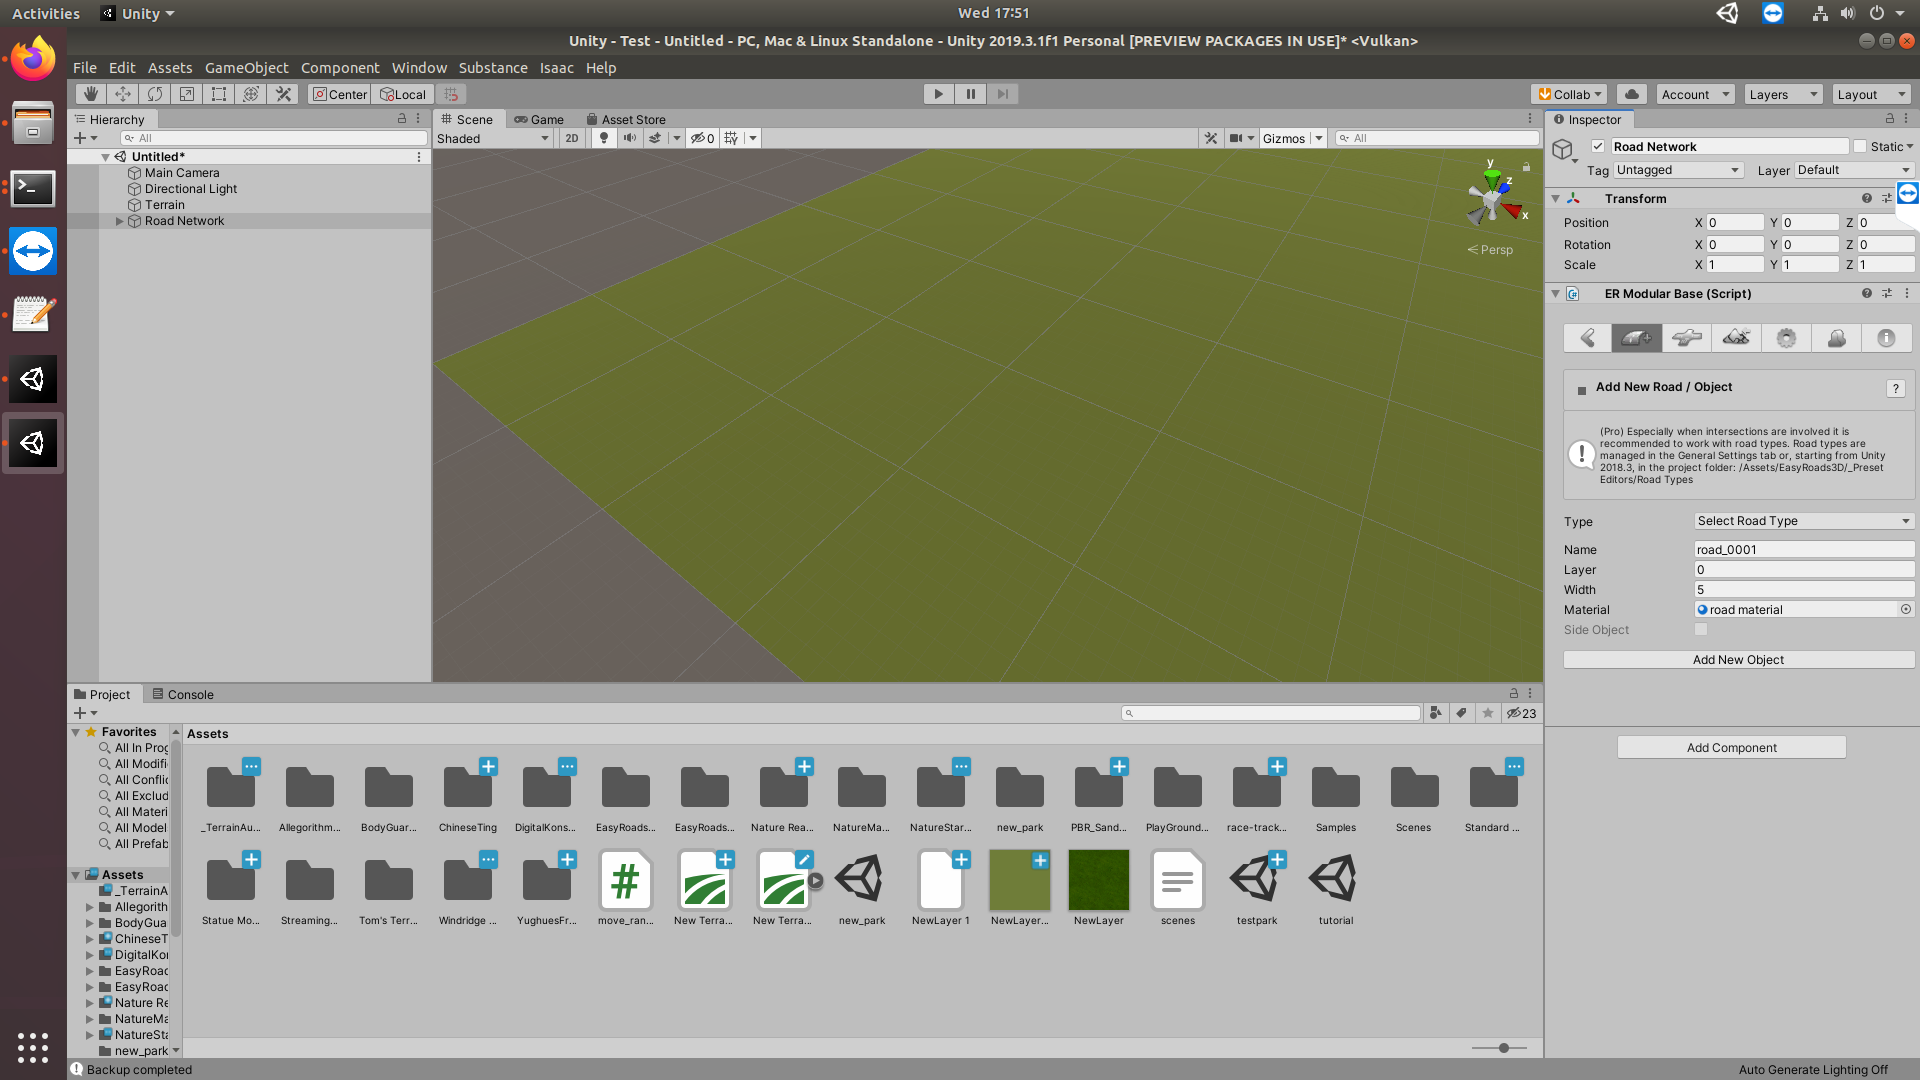 Activities
Unity
Wed 17:51
Unity - Test - Untitled - PC, Mac & Linux Standalone - Unity 2019.3.1f1 Personal [PREVIEW PACKAGES IN USE]* <Vulkan>
File Edit Assets GameObject Component Window Substance Isaac Help
Center Local
Collab Account Layers Layout
Hierarchy
All
Untitled*
Main Camera
Directional Light
Terrain
Road Network
Scene Game Asset Store
Shaded 2D 0 Gizmos All
y
z
x
Persp
Inspector
Road Network Static
Tag Untagged Layer Default
Transform
Position X 0 Y 0 Z 0
Rotation X 0 Y 0 Z 0
Scale X 1 Y 1 Z 1
ER Modular Base (Script)
Add New Road / Object ?
(Pro) Especially when intersections are involved it is
recommended to work with road types. Road types are
managed in the General Settings tab or, starting from Unity
2018.3, in the project folder: /Assets/EasyRoads3D/_Preset
Editors/Road Types
Type Select Road Type
Name road_0001
Layer 0
Width 5
Material road material
Side Object
Add New Object
Add Component
Project Console
23
Favorites
All In Prog
All Modifi
All Conflic
All Exclud
All Materi
All Model
All Prefab
Assets
_TerrainA
Allegorith
BodyGua
ChineseT
DigitalKon
EasyRoad
EasyRoad
Nature Re
NatureMa
NatureSta
new_park
Assets
_TerrainAu... Allegorithm... BodyGuar... ChineseTing DigitalKons... EasyRoads... EasyRoads... Nature Rea... NatureMa... NatureStar... new_park PBR_Sand... PlayGround... race-track... Samples Scenes Standard ...
Statue Mo... Streaming... Tom's Terr... Windridge ... YughuesFr... move_ran... New Terra... New Terra... new_park NewLayer 1 NewLayer... NewLayer scenes testpark tutorial
Backup completed
Auto Generate Lighting Off